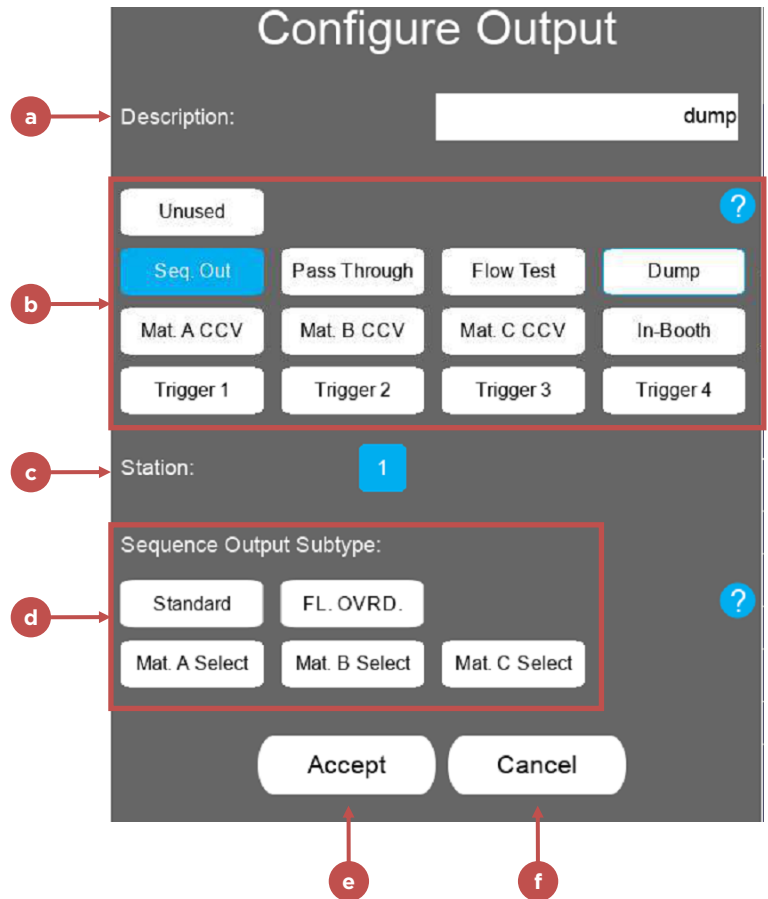 Configure Output
a Description: dump
Unused ?
Seq. Out Pass Through Flow Test Dump
b
Mat. A CCV Mat. B CCV Mat. C CCV In-Booth
Trigger 1 Trigger 2 Trigger 3 Trigger 4
c Station: 1
Sequence Output Subtype:
d Standard FL. OVRD. ?
Mat. A Select Mat. B Select Mat. C Select
Accept Cancel
e f